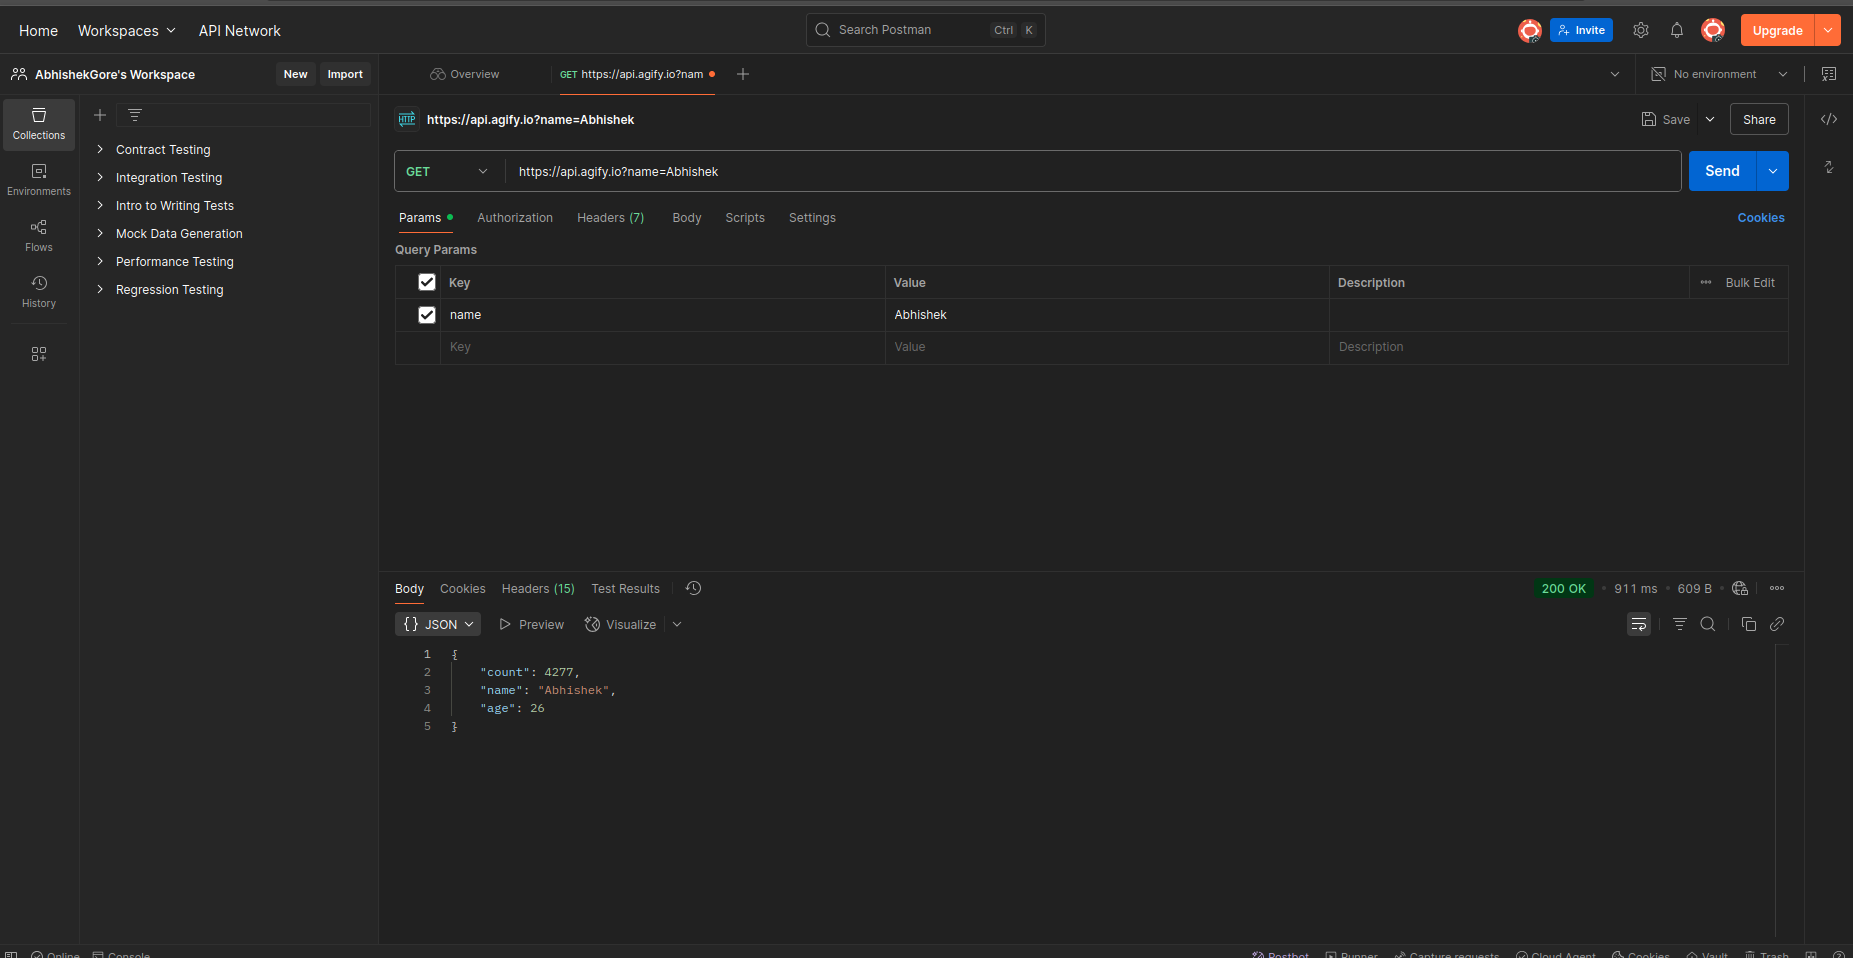 Home Workspaces API Network Search Postman Ctrl K Invite Upgrade
AbhishekGore's Workspace New Import Overview GET https://api.agify.io?nam No environment
Collections
Environments
Flows
History
Contract Testing
Integration Testing
Intro to Writing Tests
Mock Data Generation
Performance Testing
Regression Testing
HTTP https://api.agify.io?name=Abhishek Save Share
GET https://api.agify.io?name=Abhishek Send
Params Authorization Headers (7) Body Scripts Settings Cookies
Query Params
Key Value Description Bulk Edit
name Abhishek
Key Value Description
Body Cookies Headers (15) Test Results 200 OK • 911 ms • 609 B
{} JSON Preview Visualize
1 {
2 "count": 4277,
3 "name": "Abhishek",
4 "age": 26
5 }
Online Console Postbot Runner Capture requests Cloud Agent Cookies Vault Trash